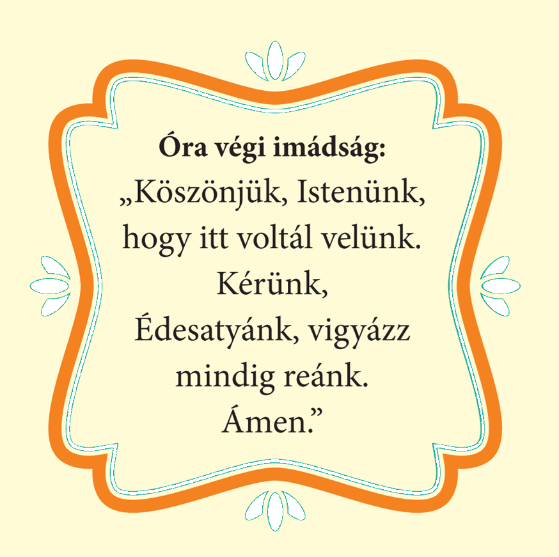 Óra végi imádság:
„Köszönjük, Istenünk,
hogy itt voltál velünk.
Kérünk,
Édesatyánk, vigyázz
mindig reánk.
Ámen.”